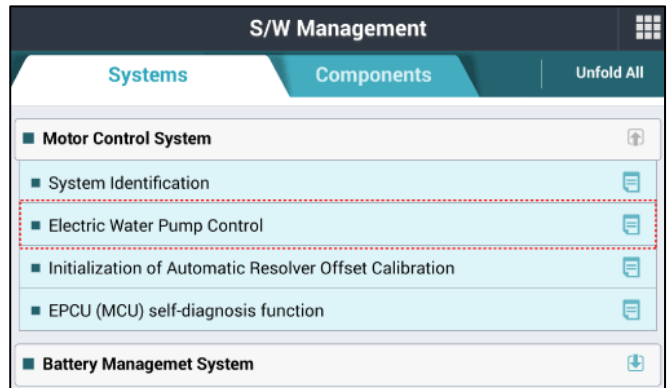 S/W Management
Systems
Components
Unfold All
Motor Control System
System Identification
Electric Water Pump Control
Initialization of Automatic Resolver Offset Calibration
EPCU (MCU) self-diagnosis function
Battery Managemet System